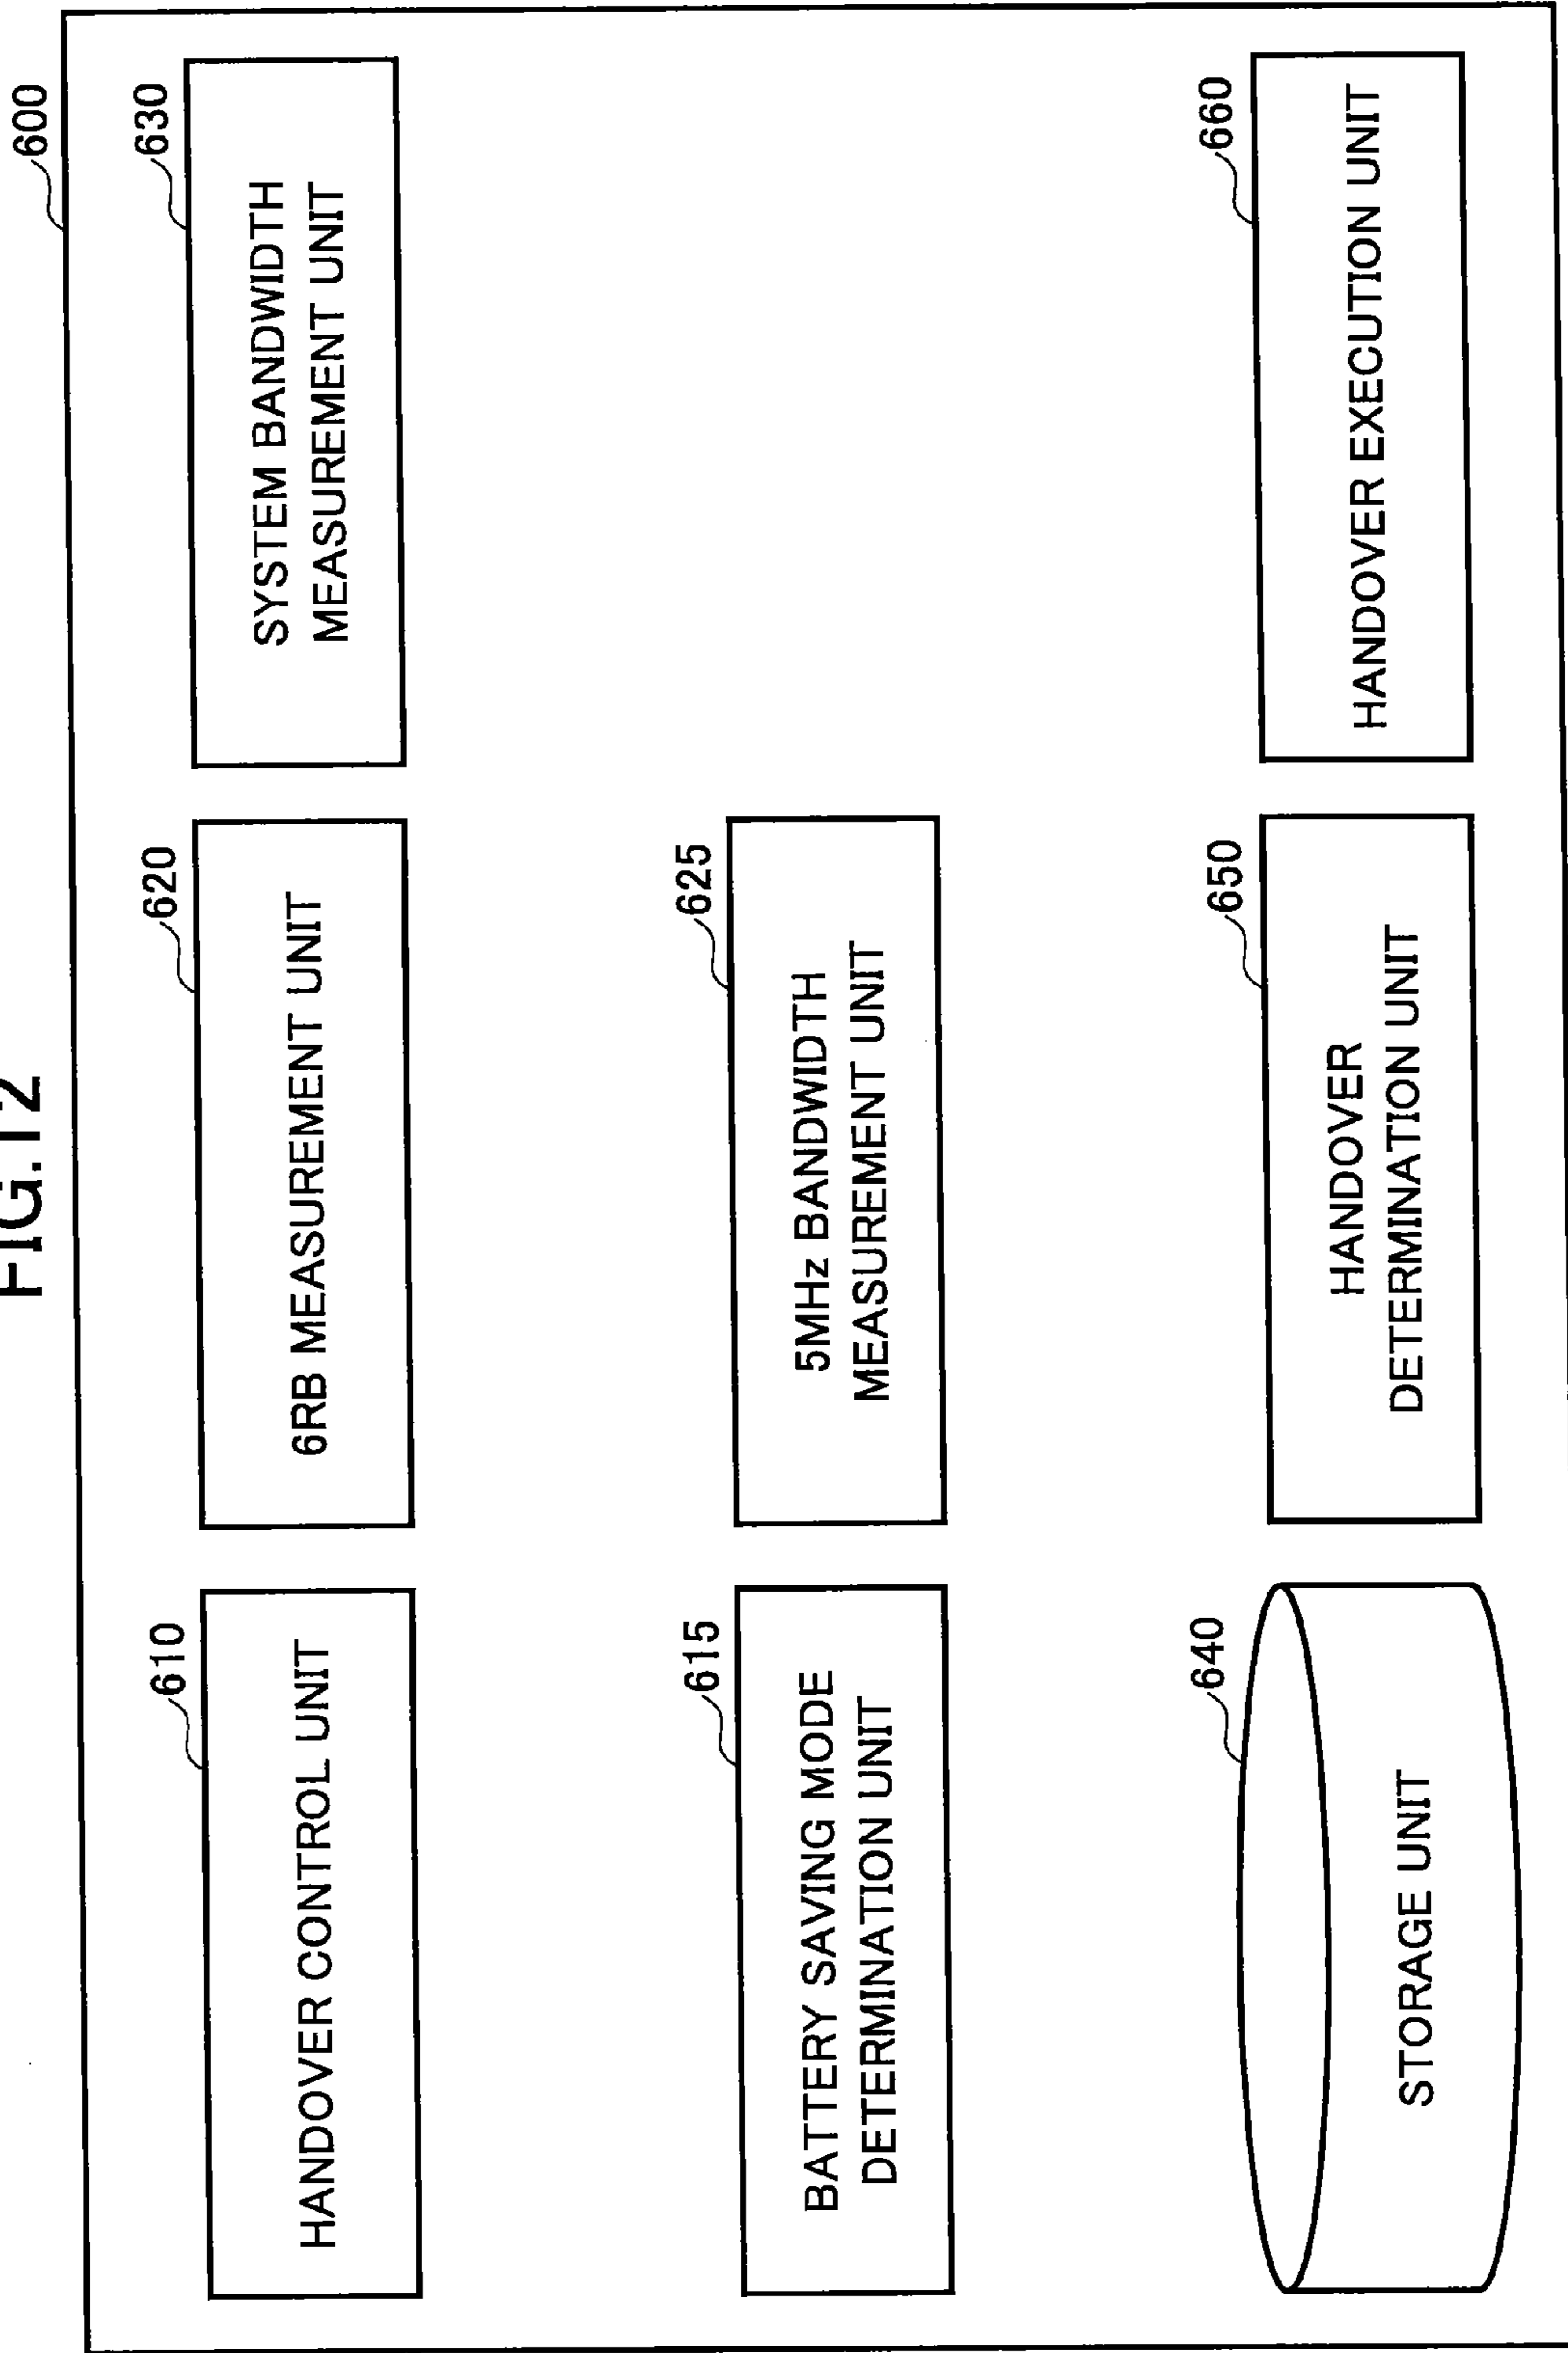 FIG.12
600
610
HANDOVER CONTROL UNIT
620
6RB MEASUREMENT UNIT
630
SYSTEM BANDWIDTH
MEASUREMENT UNIT
615
BATTERY SAVING MODE
DETERMINATION UNIT
625
5MHz BANDWIDTH
MEASUREMENT UNIT
640
STORAGE UNIT
650
HANDOVER
DETERMINATION UNIT
660
HANDOVER EXECUTION UNIT